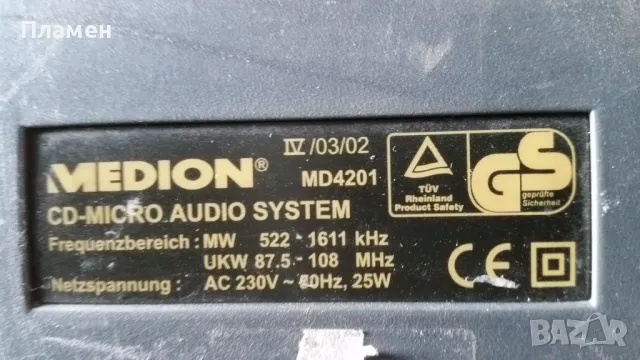 Пламен
IV/03/02
MEDION®
MD4201
CD-MICRO AUDIO SYSTEM
Frequenzbereich : MW 522 - 1611 kHz
UKW 87.5 - 108 MHz
Netzspannung : AC 230V ~ 50Hz, 25W
TÜV
Rheinland
Product Safety
GS
geprüfte
Sicherheit
CE
BAZAR